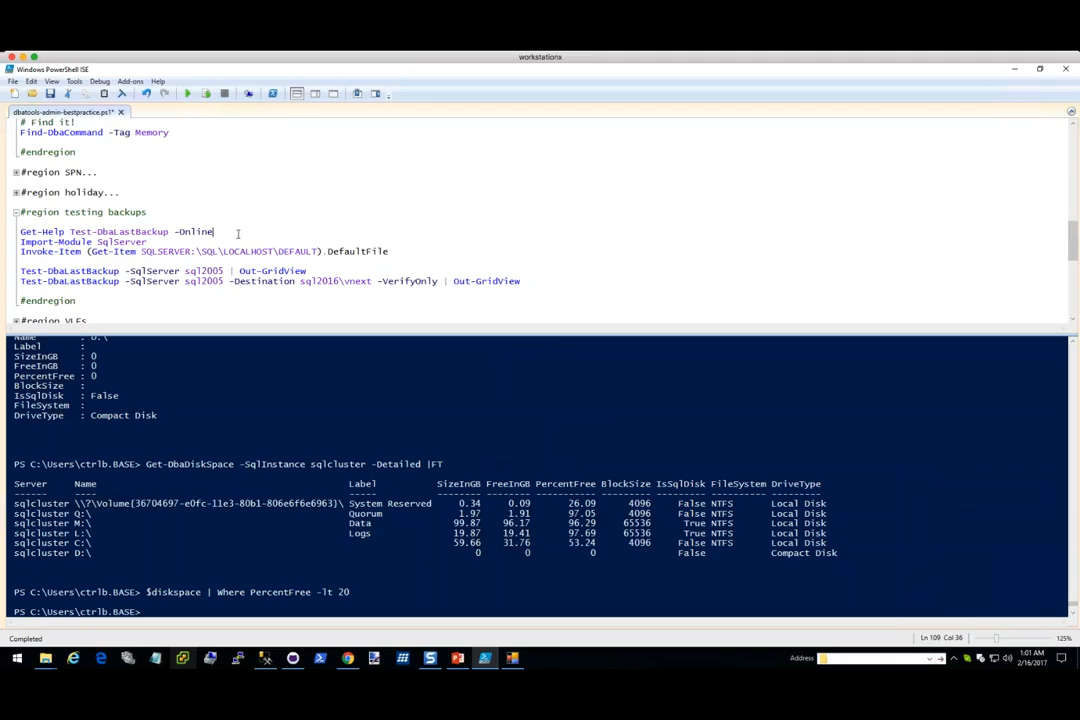 workstationx
Windows PowerShell ISE
File Edit View Tools Debug Add-ons Help
dbatools-admin-bestpractice.ps1*
# Find it!
Find-DbaCommand -Tag Memory
#endregion
#region SPN...
#region holiday...
#region testing backups
Get-Help Test-DbaLastBackup -Online
Import-Module SqlServer
Invoke-Item (Get-Item SQLSERVER:\SQL\LOCALHOST\DEFAULT).DefaultFile
Test-DbaLastBackup -SqlServer sql2005 | Out-GridView
Test-DbaLastBackup -SqlServer sql2005 -Destination sql2016\vnext -VerifyOnly | Out-GridView
#endregion
#region VLFs
Name : D:\
Label :
SizeInGB : 0
FreeInGB : 0
PercentFree : 0
BlockSize :
IsSqlDisk : False
FileSystem :
DriveType : Compact Disk
PS C:\Users\ctrlb.BASE> Get-DbaDiskSpace -SqlInstance sqlcluster -Detailed |FT
Server Name Label SizeInGB FreeInGB PercentFree BlockSize IsSqlDisk FileSystem DriveType
------ ---- ----- -------- -------- ----------- --------- --------- ---------- ---------
sqlcluster \\?\Volume{36704697-e0fc-11e3-80b1-806e6f6e6963}\ System Reserved 0.34 0.09 26.09 4096 False NTFS Local Disk
sqlcluster Q:\ Quorum 1.97 1.91 97.05 4096 False NTFS Local Disk
sqlcluster M:\ Data 99.87 96.17 96.29 65536 True NTFS Local Disk
sqlcluster L:\ Logs 19.87 19.41 97.69 65536 True NTFS Local Disk
sqlcluster C:\ 59.66 31.76 53.24 4096 False NTFS Local Disk
sqlcluster D:\ 0 0 0 False Compact Disk
PS C:\Users\ctrlb.BASE> $diskspace | Where PercentFree -lt 20
PS C:\Users\ctrlb.BASE>
Completed Ln 109 Col 36 125%
Address 1:01 AM
2/16/2017